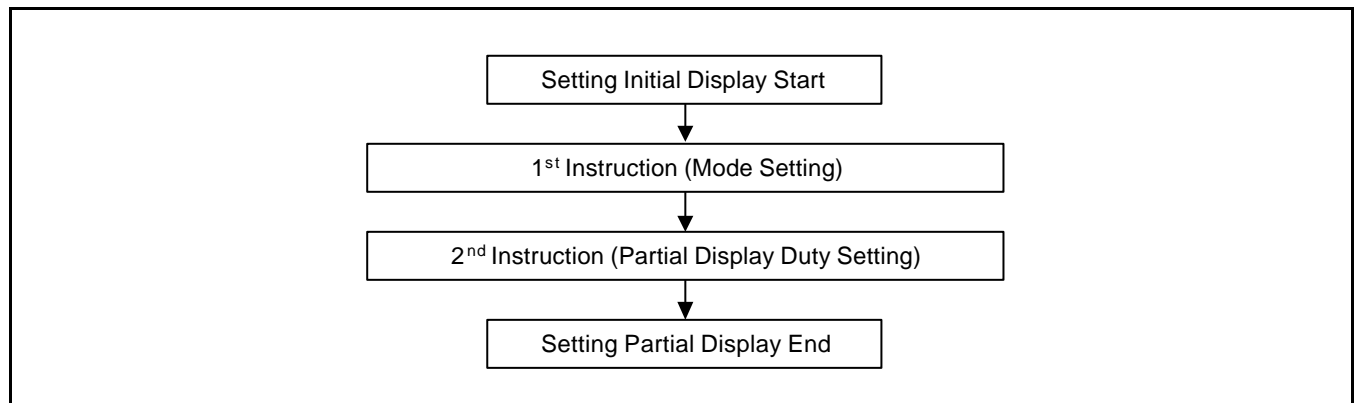 Setting Initial Display Start
1st Instruction (Mode Setting)
2nd Instruction (Partial Display Duty Setting)
Setting Partial Display End